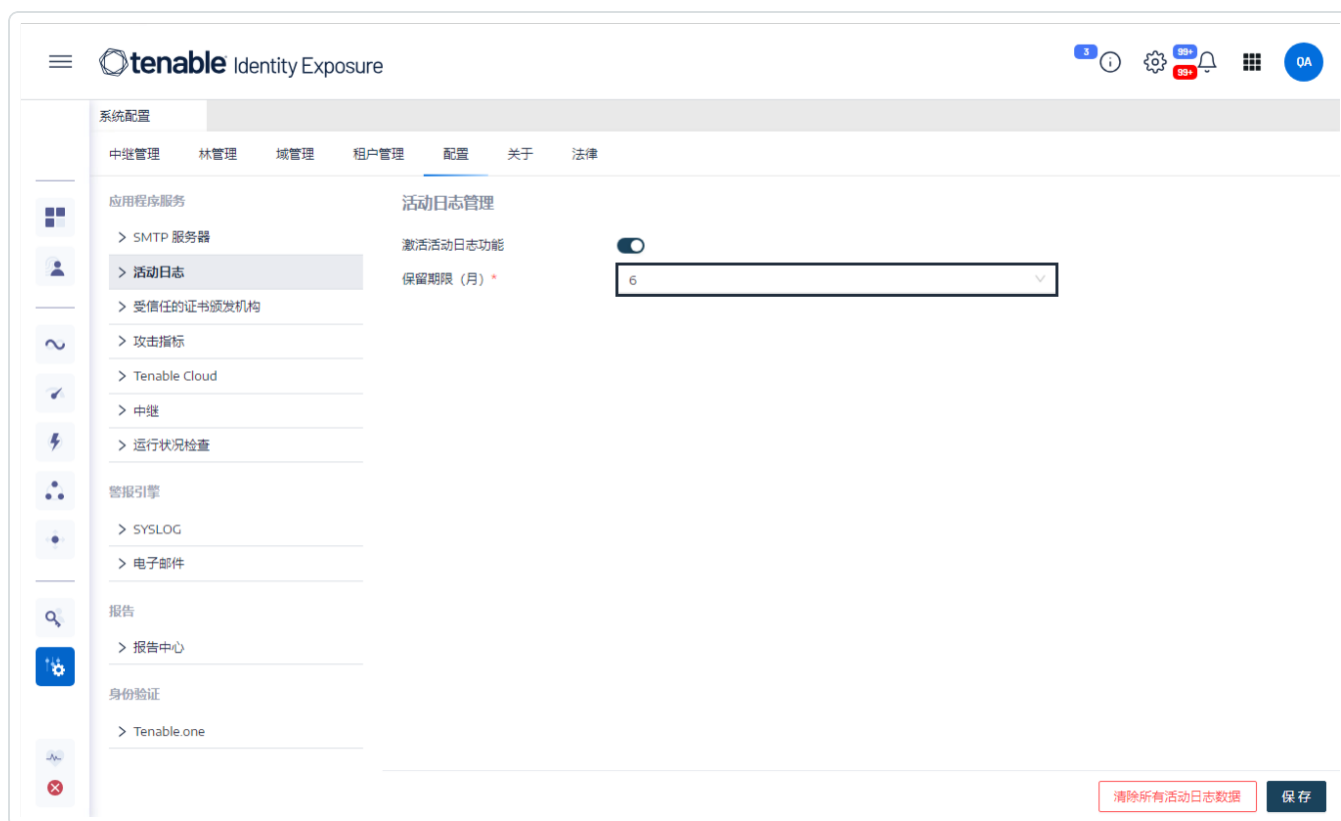 tenable Identity Exposure
3
99+
99+
QA
系统配置
中继管理 林管理 域管理 租户管理 配置 关于 法律
应用程序服务
SMTP 服务器
活动日志
受信任的证书颁发机构
攻击指标
Tenable Cloud
中继
运行状况检查
警报引擎
SYSLOG
电子邮件
报告
报告中心
身份验证
Tenable.one
活动日志管理
激活活动日志功能
保留期限（月） *
6
清除所有活动日志数据
保存